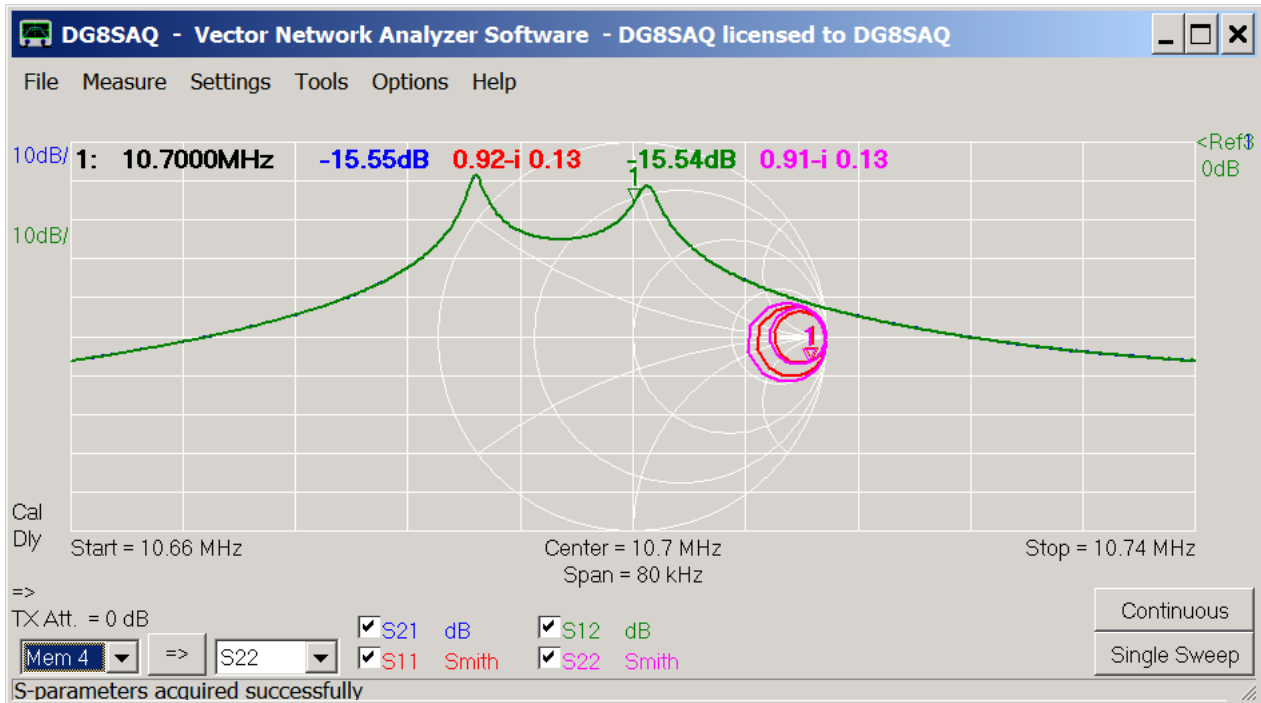 DG8SAQ - Vector Network Analyzer Software - DG8SAQ licensed to DG8SAQ
File Measure Settings Tools Options Help
10dB/ 1: 10.7000MHz -15.55dB 0.92-i 0.13 -15.54dB 0.91-i 0.13
0dB
1
10dB/
1
Cal
Dly
Start = 10.66 MHz Center = 10.7 MHz Stop = 10.74 MHz
Span = 80 kHz
=>
TX Att. = 0 dB
Continuous
S21 dB S12 dB
Mem 4 => S22
S11 Smith S22 Smith
Single Sweep
S-parameters acquired successfully